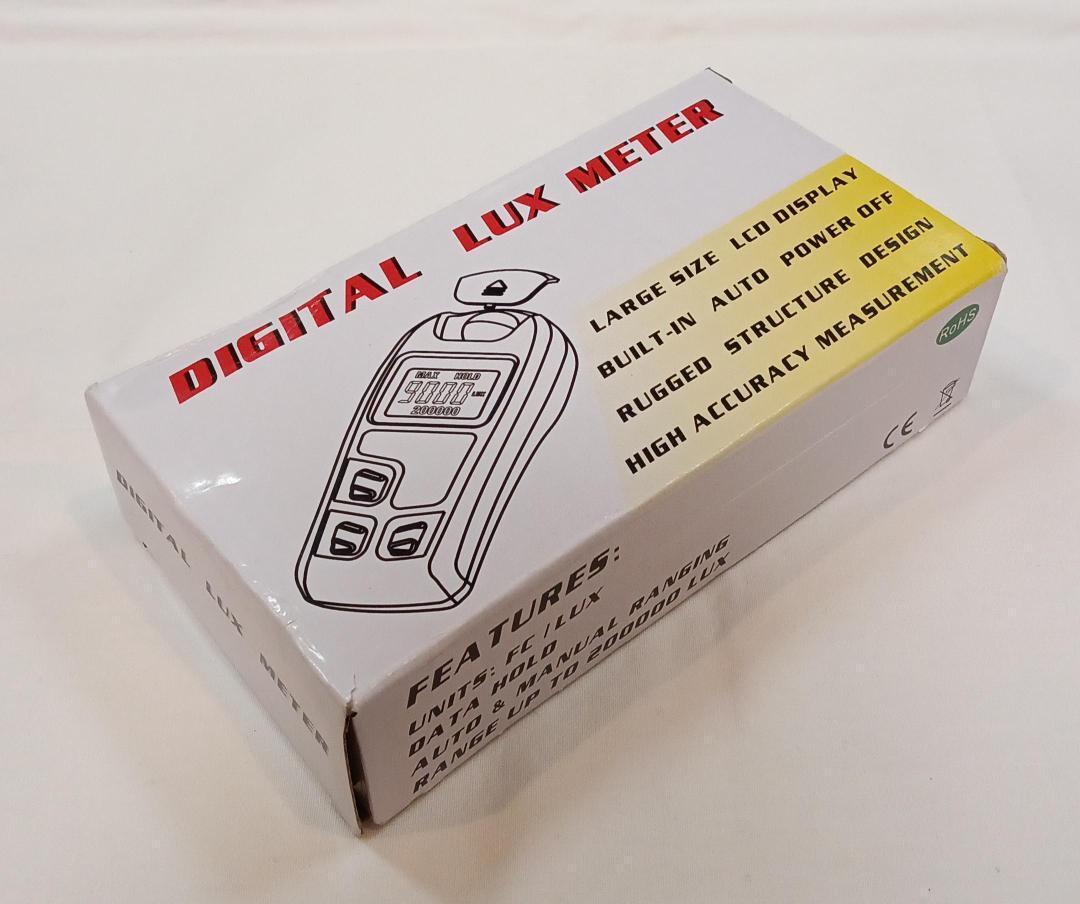 DIGITAL LUX METER
LARGE SIZE LCD DISPLAY
BUILT-IN AUTO POWER OFF
RUGGED STRUCTURE DESIGN
HIGH ACCURACY MEASUREMENT
MAX HOLD
9000 LUX
200000
RoHS
CE
FEATURES:
UNITS: FC / LUX
DATA HOLD
AUTO & MANUAL RANGING
RANGE UP TO 200000 LUX
DIGITAL LUX METER